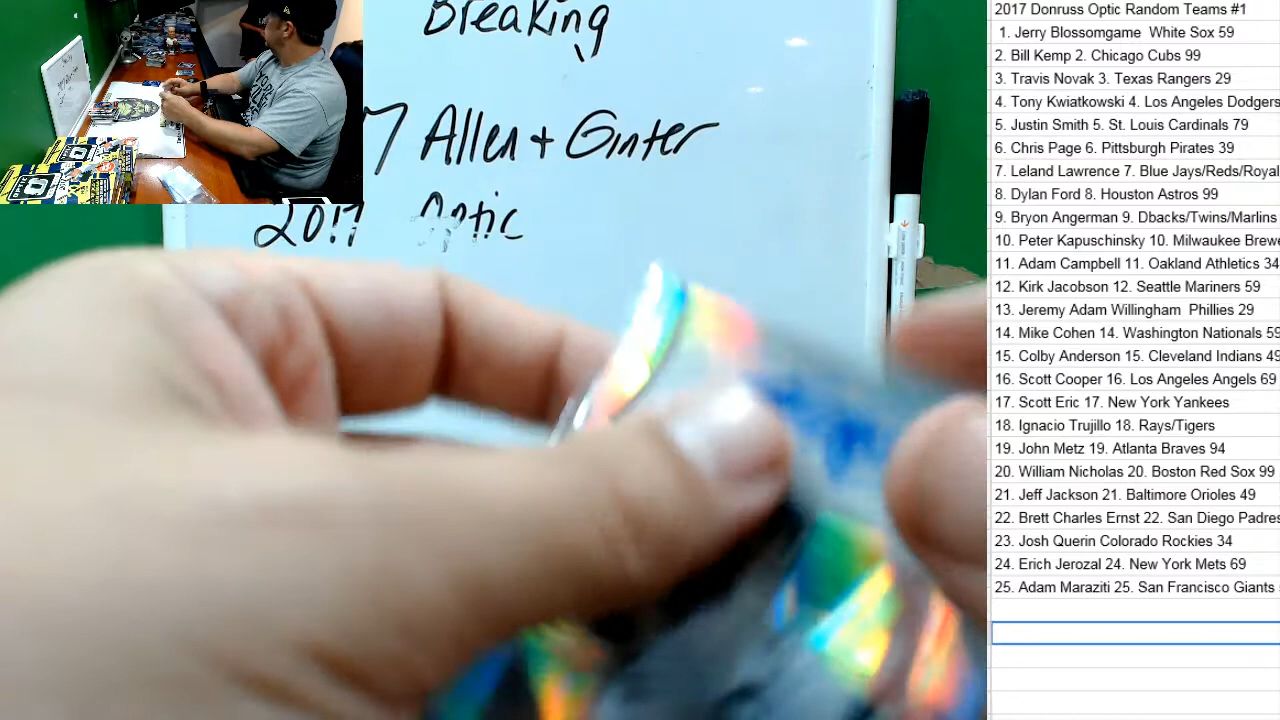 Breaking
7 Allen + Ginter
2017 Optic
2017 Donruss Optic Random Teams #1
1. Jerry Blossomgame White Sox 59
2. Bill Kemp 2. Chicago Cubs 99
3. Travis Novak 3. Texas Rangers 29
4. Tony Kwiatkowski 4. Los Angeles Dodgers
5. Justin Smith 5. St. Louis Cardinals 79
6. Chris Page 6. Pittsburgh Pirates 39
7. Leland Lawrence 7. Blue Jays/Reds/Royal
8. Dylan Ford 8. Houston Astros 99
9. Bryon Angerman 9. Dbacks/Twins/Marlins
10. Peter Kapuschinsky 10. Milwaukee Brewe
11. Adam Campbell 11. Oakland Athletics 34
12. Kirk Jacobson 12. Seattle Mariners 59
13. Jeremy Adam Willingham Phillies 29
14. Mike Cohen 14. Washington Nationals 59
15. Colby Anderson 15. Cleveland Indians 49
16. Scott Cooper 16. Los Angeles Angels 69
17. Scott Eric 17. New York Yankees
18. Ignacio Trujillo 18. Rays/Tigers
19. John Metz 19. Atlanta Braves 94
20. William Nicholas 20. Boston Red Sox 99
21. Jeff Jackson 21. Baltimore Orioles 49
22. Brett Charles Ernst 22. San Diego Padres
23. Josh Querin Colorado Rockies 34
24. Erich Jerozal 24. New York Mets 69
25. Adam Maraziti 25. San Francisco Giants